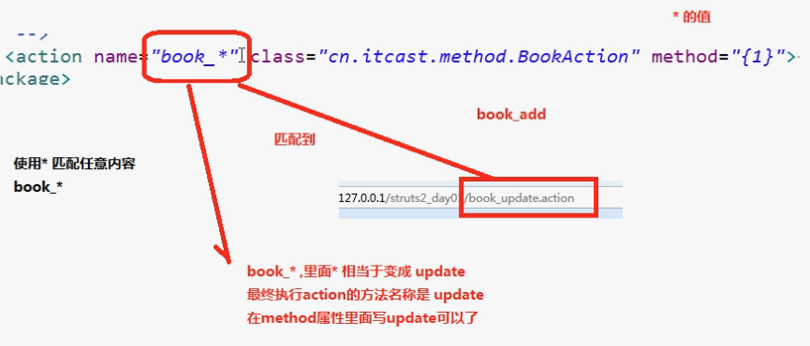 * 的值
--,
<action name="book_*" class="cn.itcast.method.BookAction" method="{1}">
ackage>
book_add
匹配到
使用* 匹配任意内容
book_*
127.0.0.1/struts2_day0 /book_update.action
book_* ,里面* 相当于变成 update
最终执行action的方法名称是 update
在method属性里面写update可以了